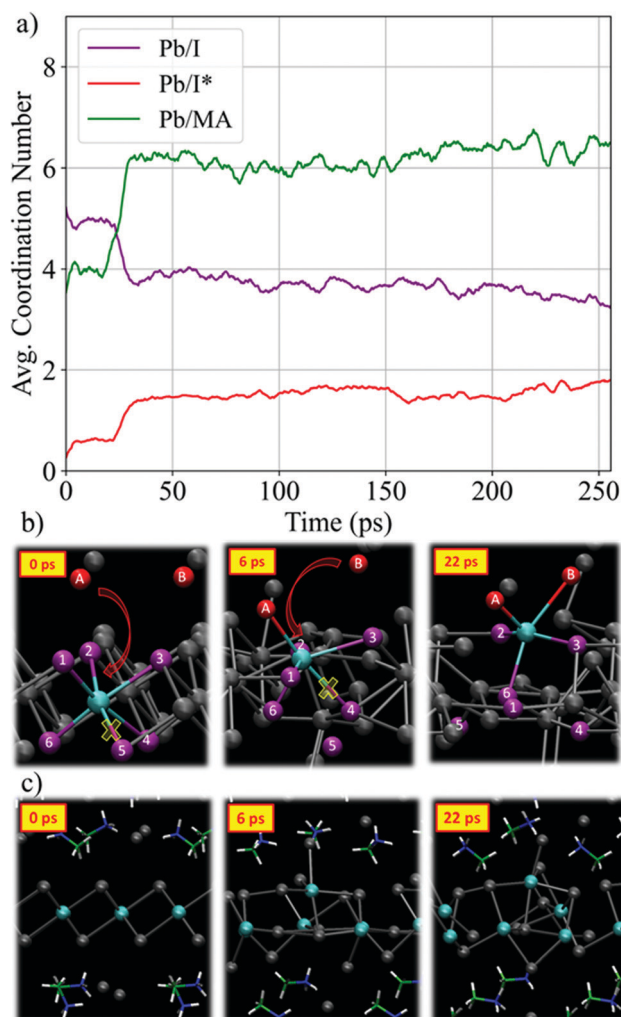 a)
8
6
4
2
0
Avg. Coordination Number
Pb/I
Pb/I*
Pb/MA
0 50 100 150 200 250
Time (ps)
b)
0 ps
A
B
1
2
3
6
5
4
6 ps
B
A
2
3
1
6
4
5
22 ps
B
A
2
3
6
1
5
4
c)
0 ps
6 ps
22 ps